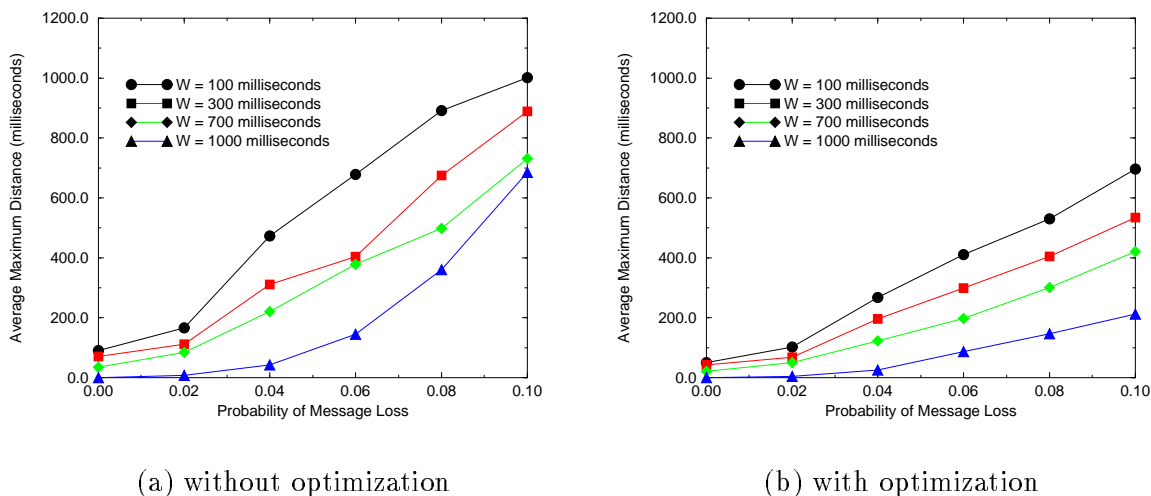 1200.0
1000.0
800.0
600.0
400.0
200.0
0.0
Average Maximum Distance (milliseconds)
W = 100 milliseconds
W = 300 milliseconds
W = 700 milliseconds
W = 1000 milliseconds
0.00 0.02 0.04 0.06 0.08 0.10
Probability of Message Loss
(a) without optimization
1200.0
1000.0
800.0
600.0
400.0
200.0
0.0
Average Maximum Distance (milliseconds)
W = 100 milliseconds
W = 300 milliseconds
W = 700 milliseconds
W = 1000 milliseconds
0.00 0.02 0.04 0.06 0.08 0.10
Probability of Message Loss
(b) with optimization